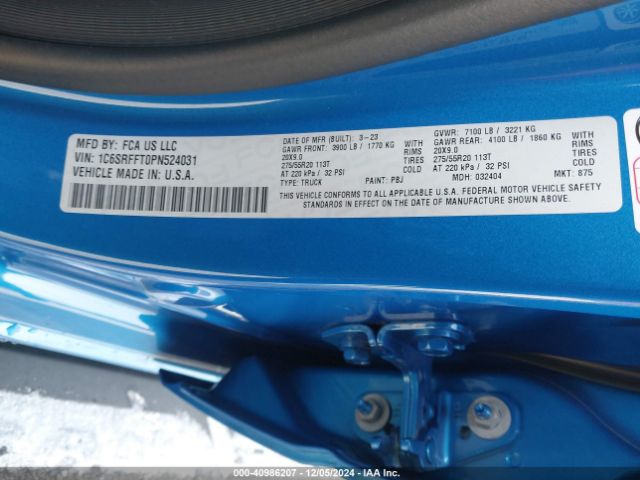 MFD BY: FCA US LLC
VIN: 1C6SRFFT0PN524031
VEHICLE MADE IN: U.S.A.
DATE OF MFR (BUILT): 3-23
GAWR FRONT: 3900 LB / 1770 KG WITH
20X9.0 RIMS
275/55R20 113T TIRES
AT 220 kPa / 32 PSI COLD
TYPE: TRUCK PAINT: PBJ
GVWR: 7100 LB / 3221 KG
GAWR REAR: 4100 LB / 1860 KG WITH
20X9.0 RIMS
275/55R20 113T TIRES
AT 220 kPa / 32 PSI COLD
MDH: 032404 MKT: 875
THIS VEHICLE CONFORMS TO ALL APPLICABLE U.S.A. FEDERAL MOTOR VEHICLE SAFETY
STANDARDS IN EFFECT ON THE DATE OF MANUFACTURE SHOWN ABOVE.
000-40986207 - 12/05/2024 - IAA Inc.